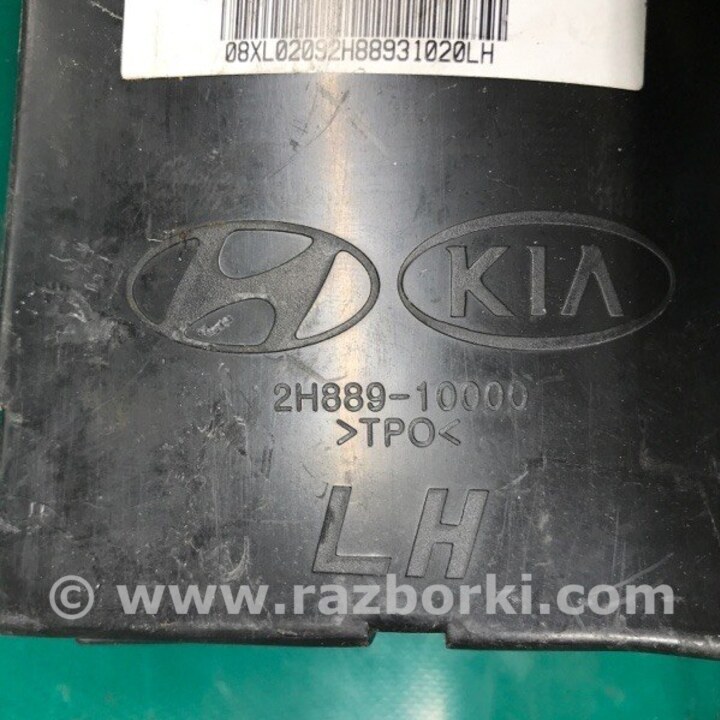 08XL02092H88931020LH
KIA
2H889-10000
>TPO<
LH
© www.razborki.com